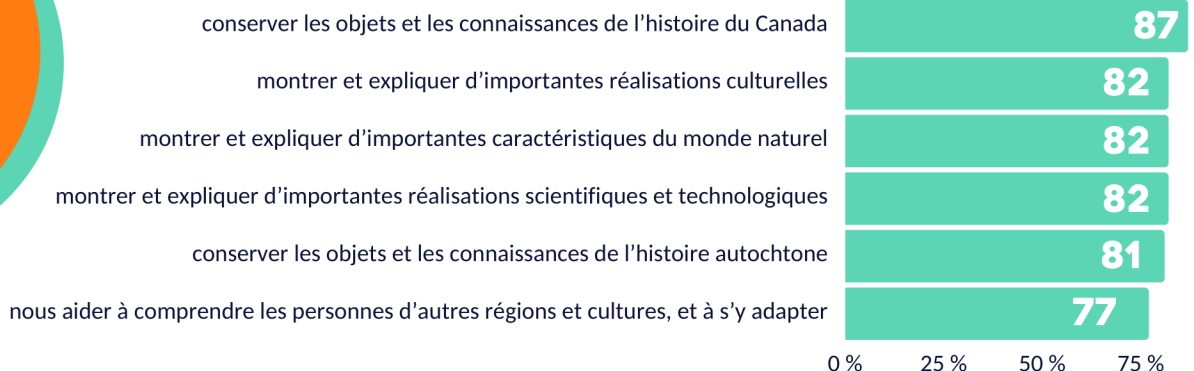 conserver les objets et les connaissances de l’histoire du Canada 87
montrer et expliquer d’importantes réalisations culturelles 82
montrer et expliquer d’importantes caractéristiques du monde naturel 82
montrer et expliquer d’importantes réalisations scientifiques et technologiques 82
conserver les objets et les connaissances de l’histoire autochtone 81
nous aider à comprendre les personnes d’autres régions et cultures, et à s’y adapter 77
0 % 25 % 50 % 75 %